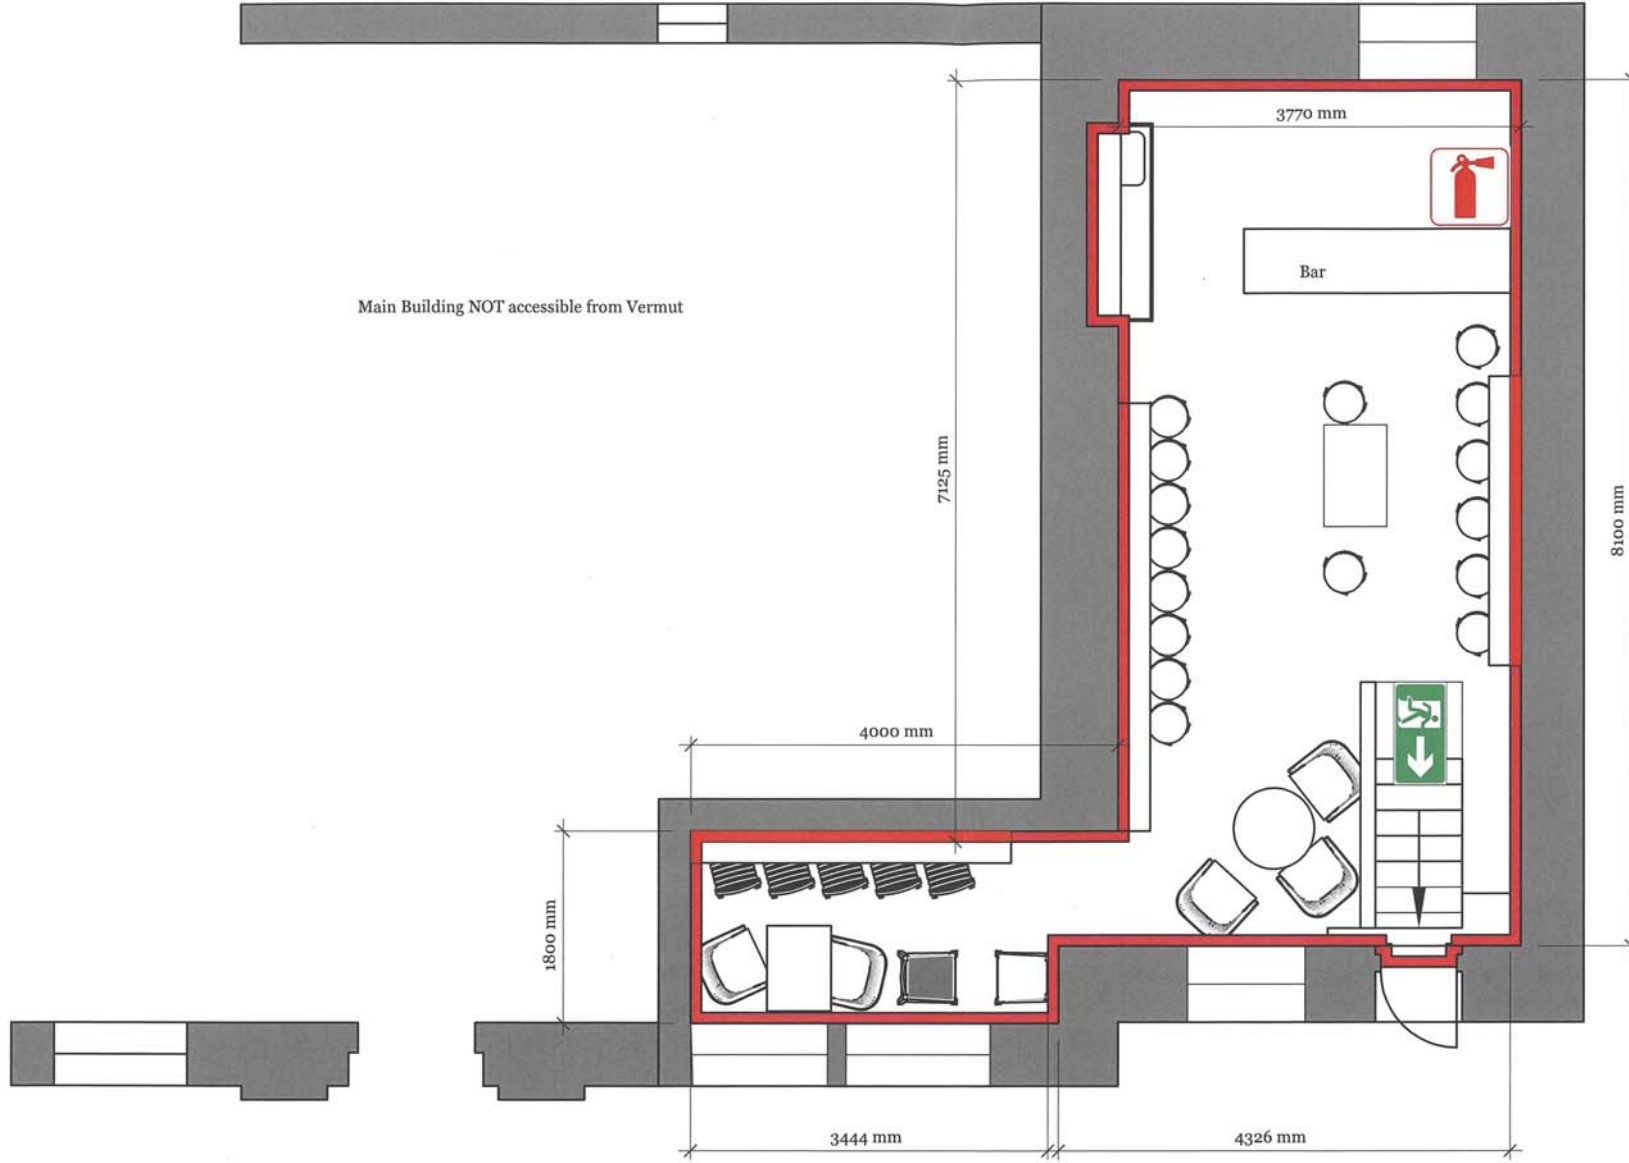 3770 mm
Bar
Main Building NOT accessible from Vermut
7125 mm
8100 mm
4000 mm
1800 mm
3444 mm
4326 mm